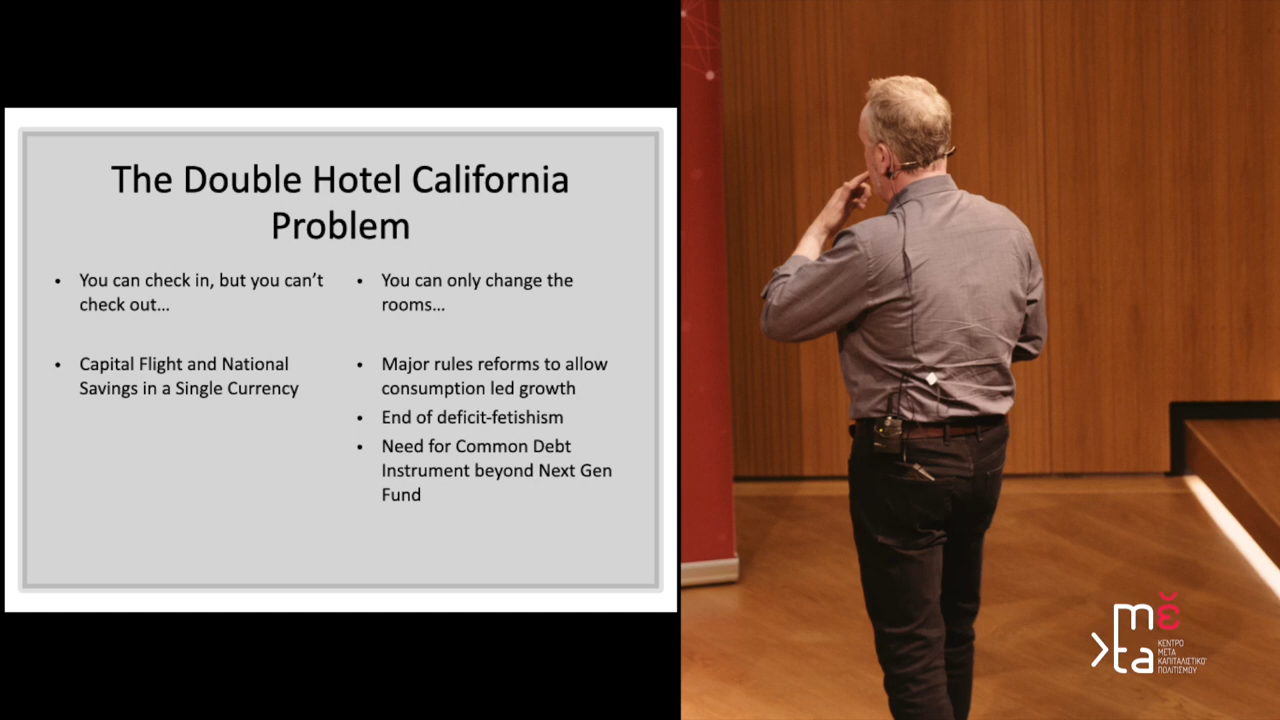 The Double Hotel California
Problem
• You can check in, but you can't
check out...
• Capital Flight and National
Savings in a Single Currency
• You can only change the
rooms...
• Major rules reforms to allow
consumption led growth
• End of deficit-fetishism
• Need for Common Debt
Instrument beyond Next Gen
Fund
mĕ
ta
ΚΕΝΤΡΟ
ΜΕΤΑ
ΚΑΠΙΤΑΛΙΣΤΙΚΟΥ
ΠΟΛΙΤΙΣΜΟΥ